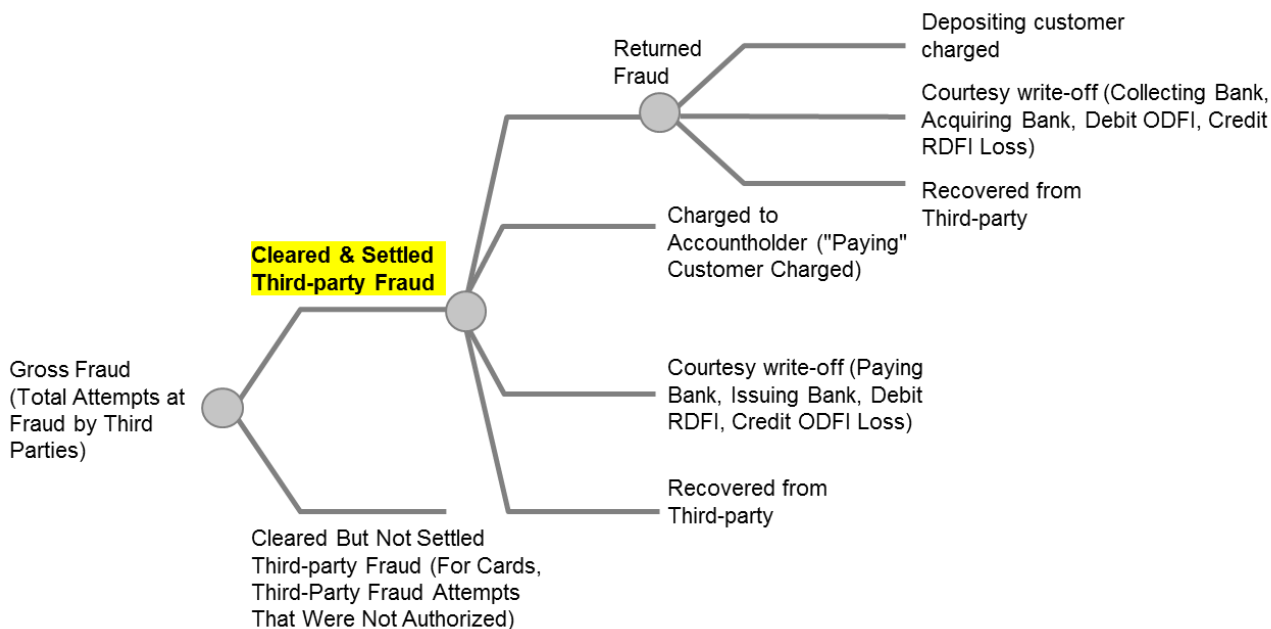 Gross Fraud
(Total Attempts at
Fraud by Third
Parties)
Cleared & Settled
Third-party Fraud
Cleared But Not Settled
Third-party Fraud (For Cards,
Third-Party Fraud Attempts
That Were Not Authorized)
Returned
Fraud
Charged to
Accountholder ("Paying"
Customer Charged)
Courtesy write-off (Paying
Bank, Issuing Bank, Debit
RDFI, Credit ODFI Loss)
Recovered from
Third-party
Depositing customer
charged
Courtesy write-off (Collecting Bank,
Acquiring Bank, Debit ODFI, Credit
RDFI Loss)
Recovered from
Third-party